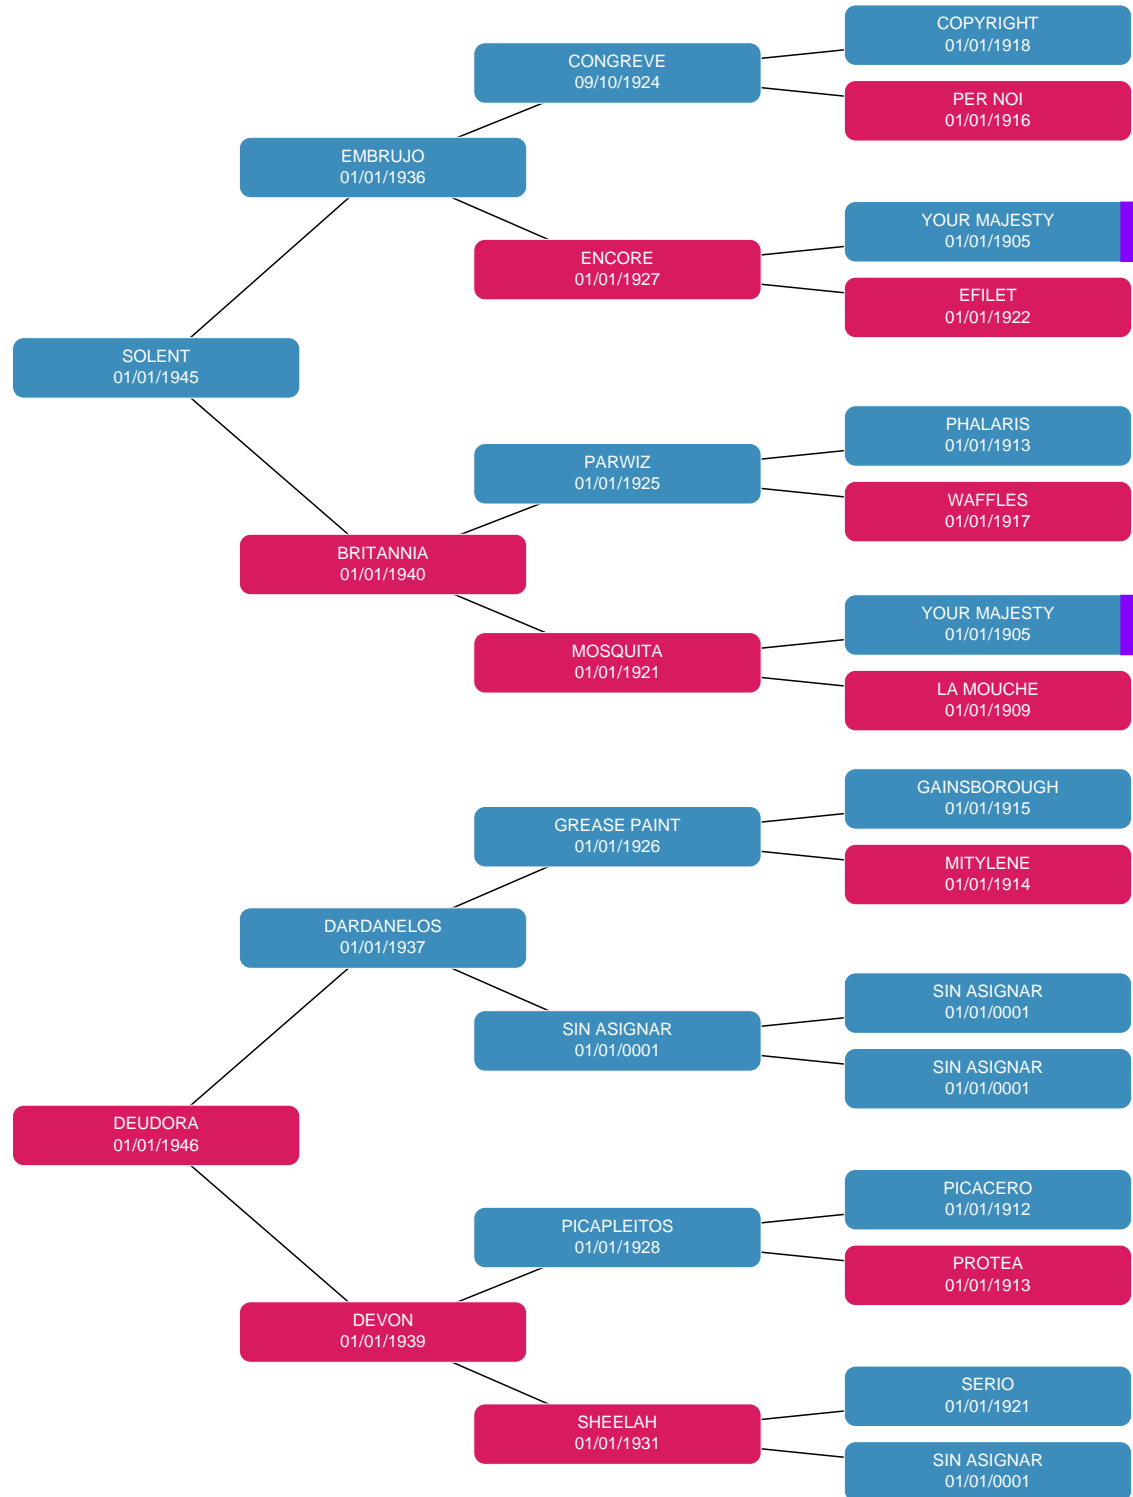 COPYRIGHT
01/01/1918
CONGREVE
09/10/1924
PER NOI
01/01/1916
EMBRUJO
01/01/1936
YOUR MAJESTY
01/01/1905
ENCORE
01/01/1927
EFILET
01/01/1922
SOLENT
01/01/1945
PHALARIS
01/01/1913
PARWIZ
01/01/1925
WAFFLES
01/01/1917
BRITANNIA
01/01/1940
YOUR MAJESTY
01/01/1905
MOSQUITA
01/01/1921
LA MOUCHE
01/01/1909
GAINSBOROUGH
01/01/1915
GREASE PAINT
01/01/1926
MITYLENE
01/01/1914
DARDANELOS
01/01/1937
SIN ASIGNAR
01/01/0001
SIN ASIGNAR
01/01/0001
SIN ASIGNAR
01/01/0001
DEUDORA
01/01/1946
PICACERO
01/01/1912
PICAPLEITOS
01/01/1928
PROTEA
01/01/1913
DEVON
01/01/1939
SERIO
01/01/1921
SHEELAH
01/01/1931
SIN ASIGNAR
01/01/0001